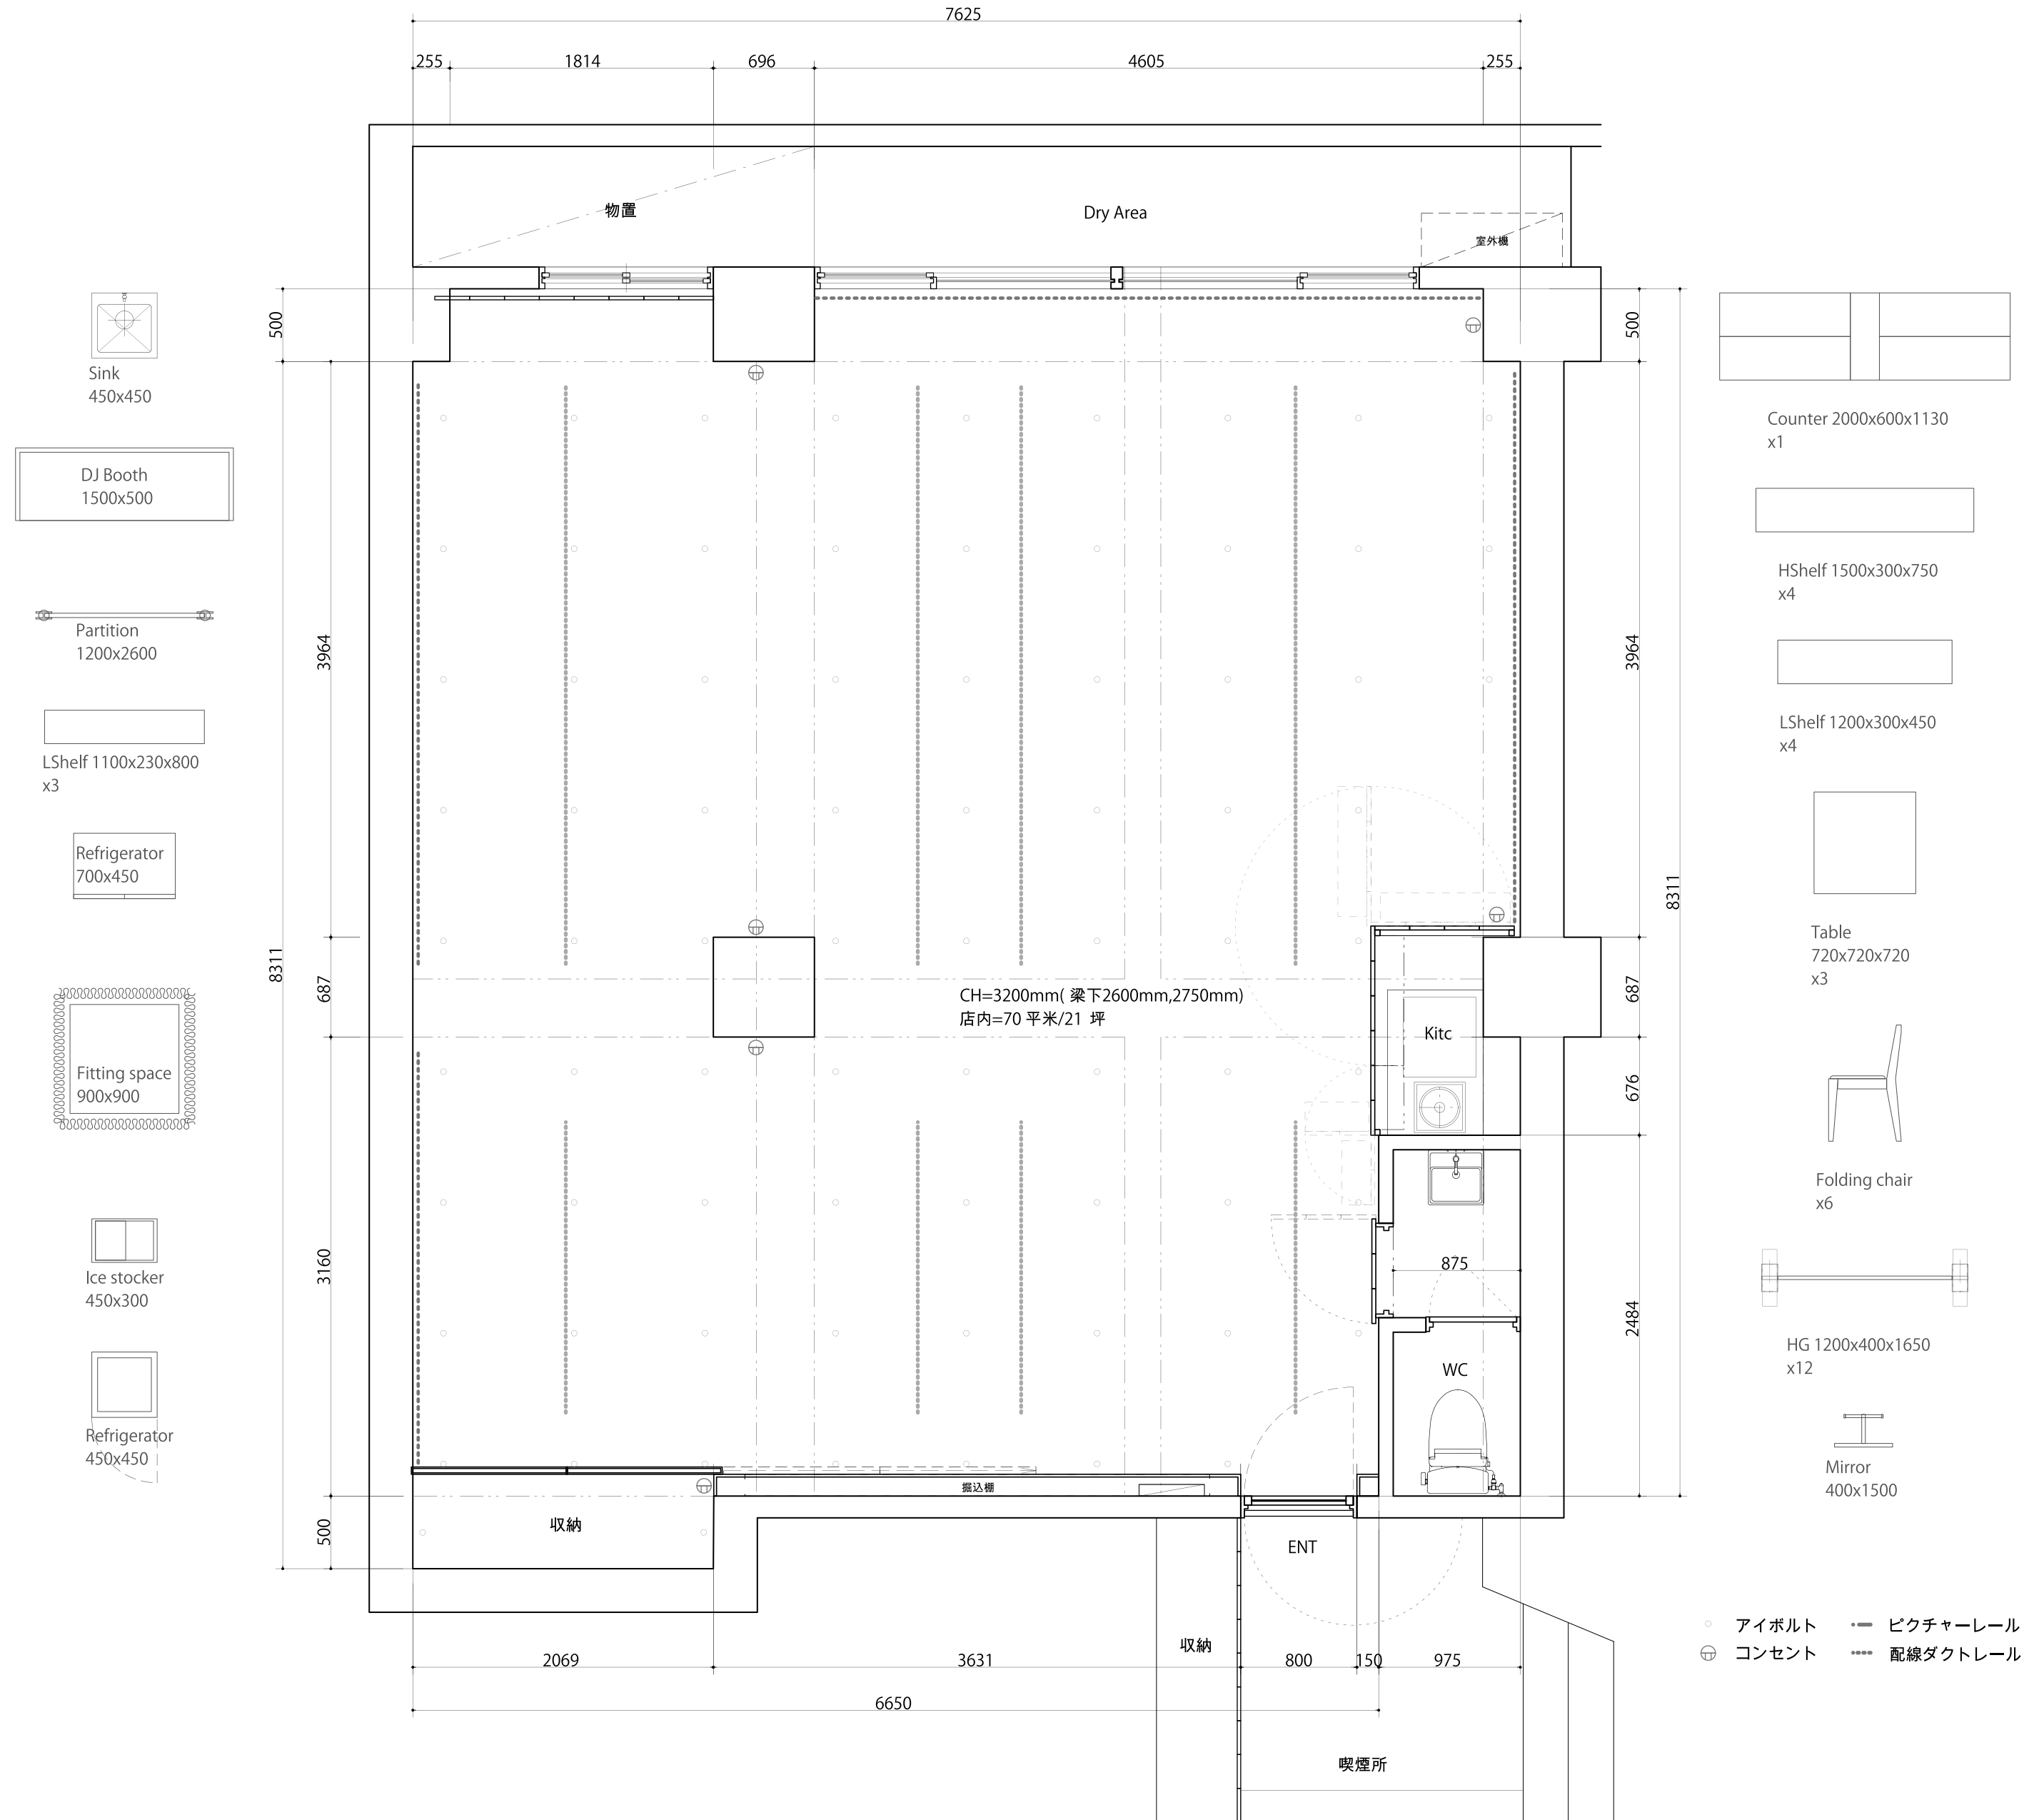 7625
255
1814
696
4605
255
物置
Dry Area
室外機
500
500
Sink
450x450
DJ Booth
1500x500
Partition
1200x2600
LShelf 1100x230x800
x3
Refrigerator
700x450
Fitting space
900x900
Ice stocker
450x300
Refrigerator
450x450
3964
8311
687
3160
500
CH=3200mm( 梁下2600mm,2750mm)
店内=70 平米/21 坪
Kitc
875
WC
掘込棚
収納
ENT
収納
喫煙所
3964
8311
687
676
2484
2069
3631
800
150
975
6650
Counter 2000x600x1130
x1
HShelf 1500x300x750
x4
LShelf 1200x300x450
x4
Table
720x720x720
x3
Folding chair
x6
HG 1200x400x1650
x12
Mirror
400x1500
アイボルト
ピクチャーレール
コンセント
配線ダクトレール